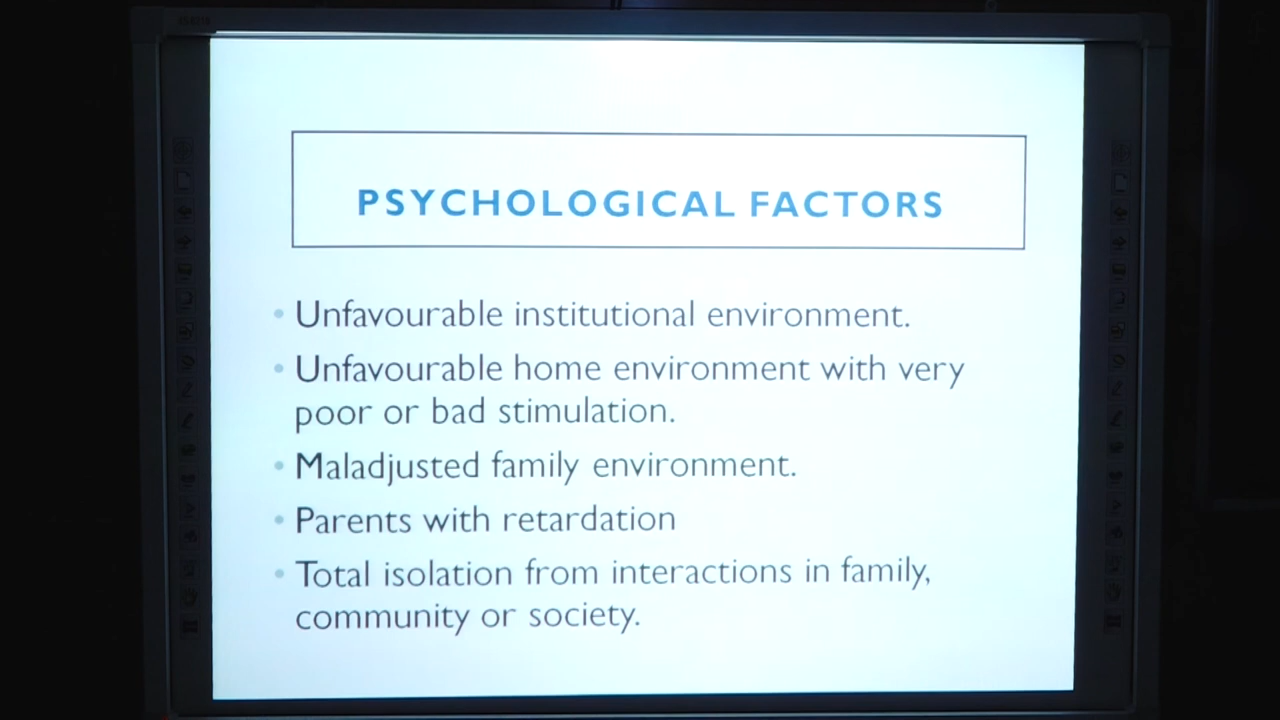 PSYCHOLOGICAL FACTORS
• Unfavourable institutional environment.
• Unfavourable home environment with very
poor or bad stimulation.
• Maladjusted family environment.
• Parents with retardation
• Total isolation from interactions in family,
community or society.